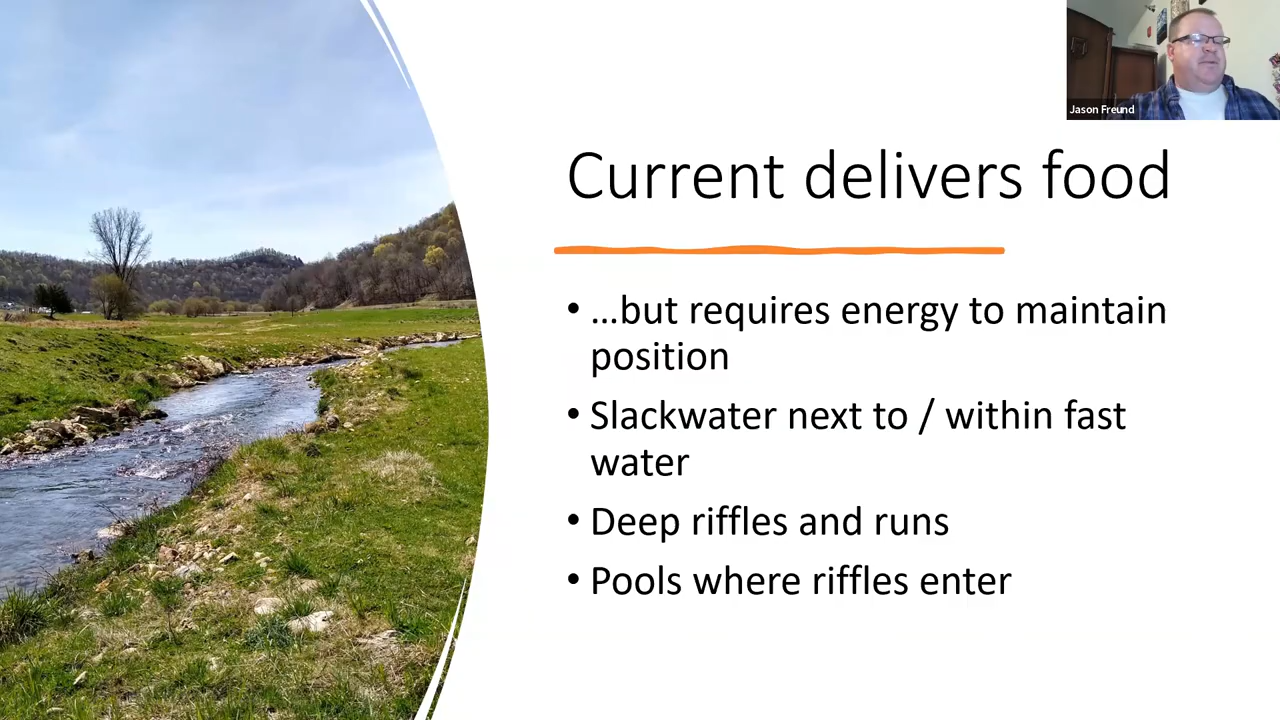 Jason Freund
Current delivers food
• …but requires energy to maintain
position
• Slackwater next to / within fast
water
• Deep riffles and runs
• Pools where riffles enter